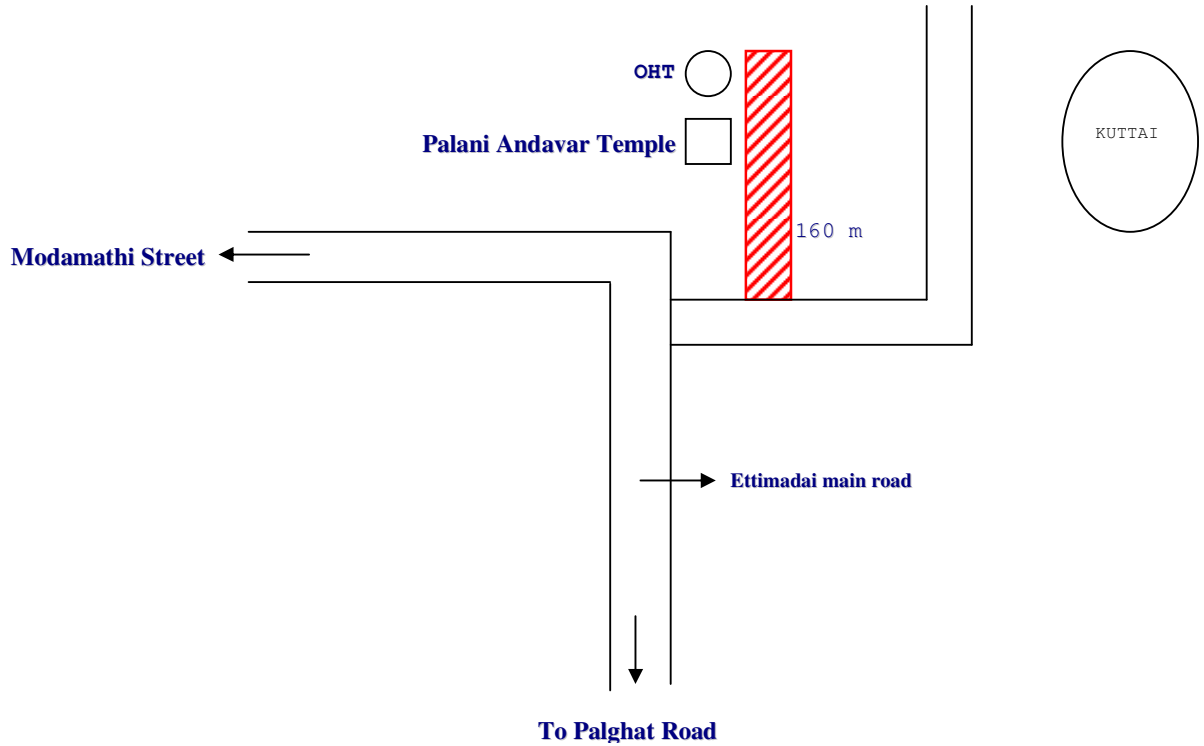 OHT
KUTTAI
Palani Andavar Temple
160 m
Modamathi Street
Ettimadai main road
To Palghat Road